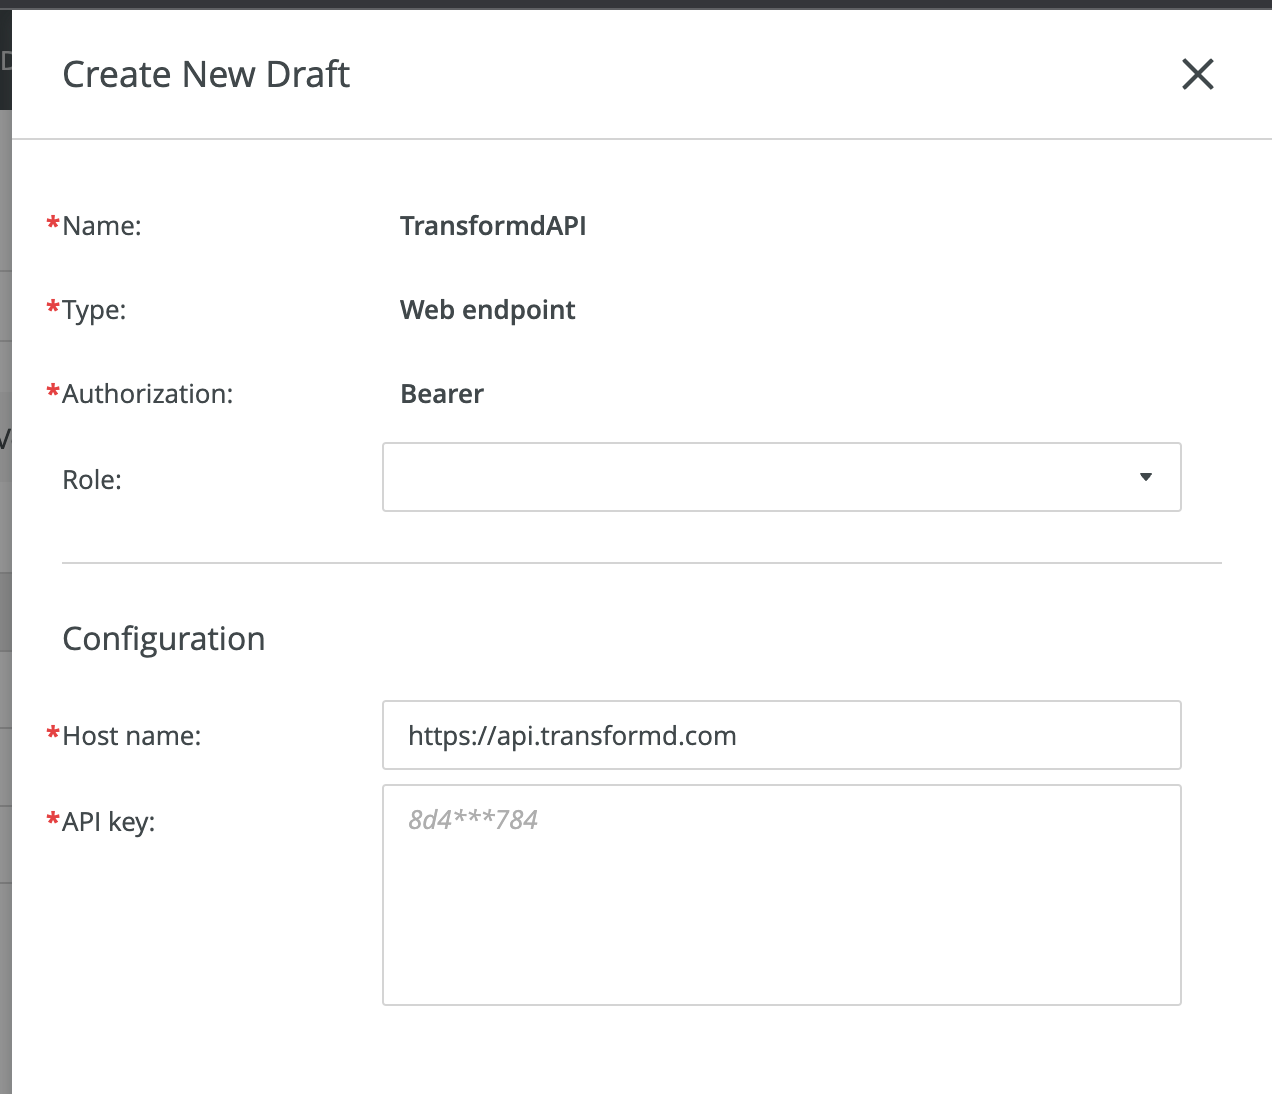 Create New Draft
*Name: TransformdAPI
*Type: Web endpoint
*Authorization: Bearer
Role:
Configuration
*Host name: https://api.transformd.com
*API key: 8d4***784